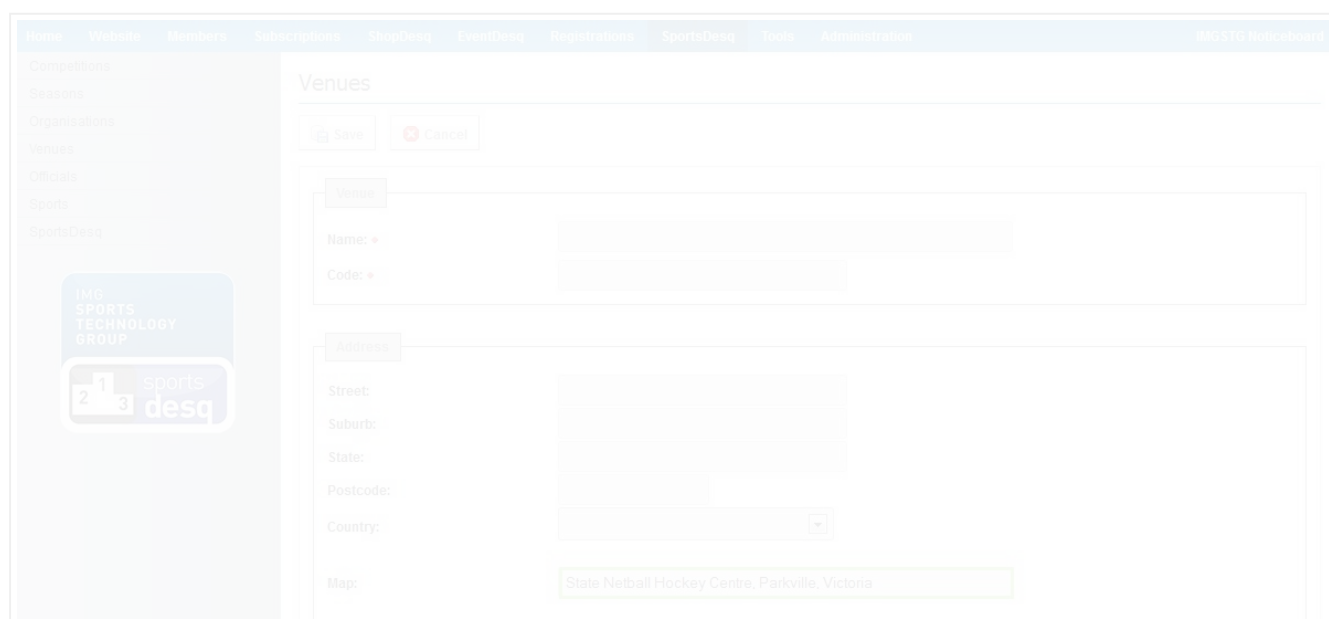 Home Website Members Subscriptions ShopDesq EventDesq Registrations SportsDesq Tools Administration IMGSTG Noticeboard
Competitions
Seasons
Organisations
Venues
Officials
Sports
SportsDesq
IMG
SPORTS
TECHNOLOGY
GROUP
1
2
3
sports
desq
Venues
Save Cancel
Venue
Name:
Code:
Address
Street:
Suburb:
State:
Postcode:
Country:
Map: State Netball Hockey Centre, Parkville, Victoria